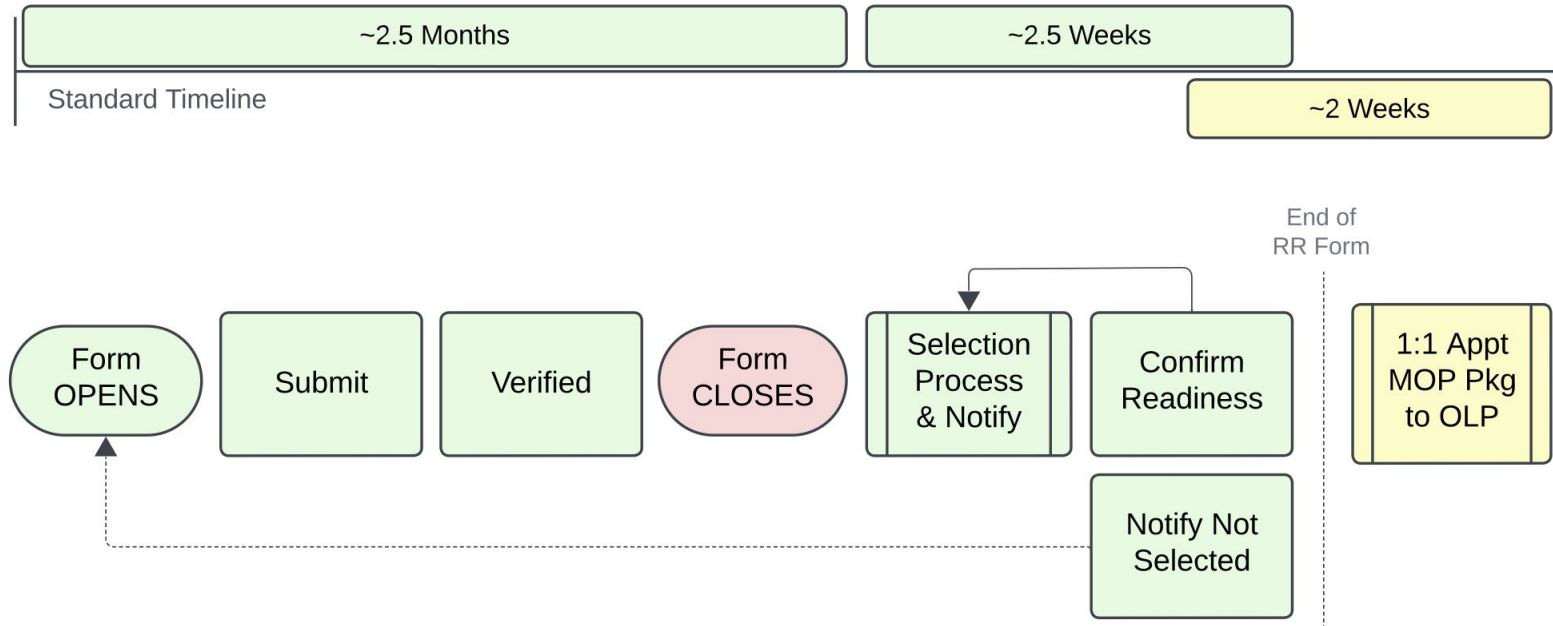 ~2.5 Months
~2.5 Weeks
Standard Timeline
~2 Weeks
End of
RR Form
Form
OPENS
Submit
Verified
Form
CLOSES
Selection
Process
& Notify
Confirm
Readiness
1:1 Appt
MOP Pkg
to OLP
Notify Not
Selected